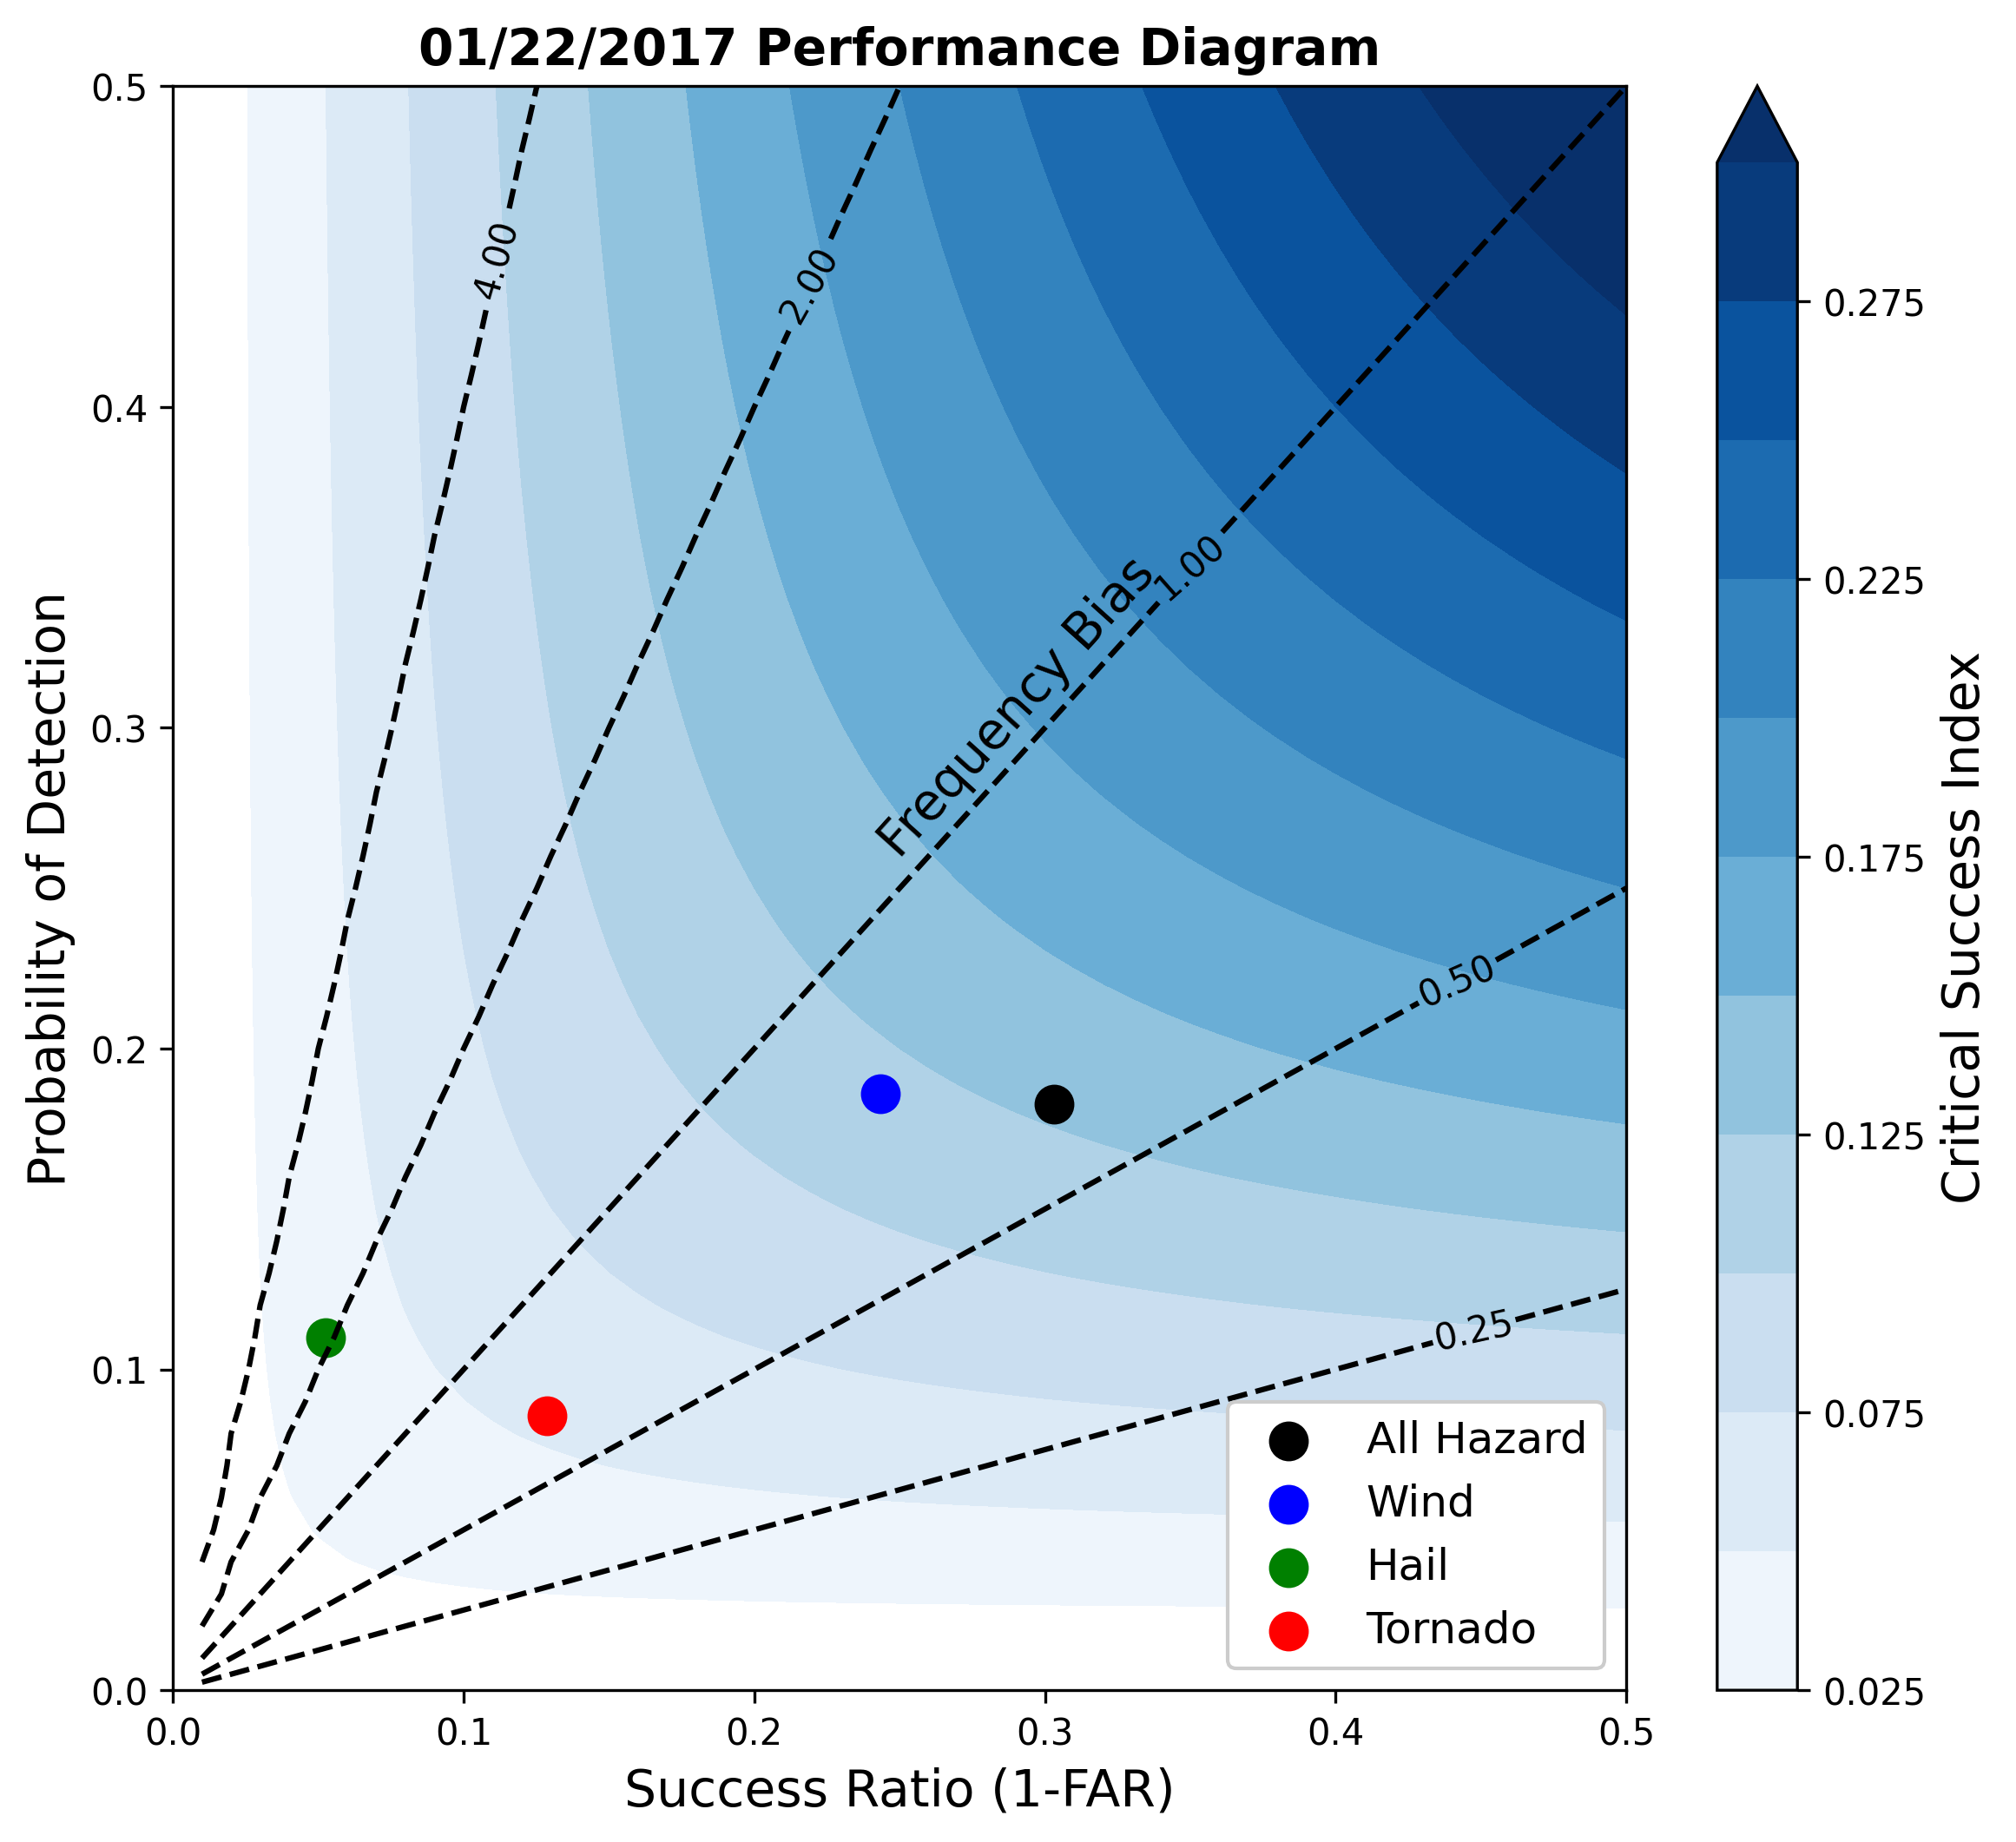 01/22/2017 Performance Diagram
Probability of Detection
0.5
0.4
0.3
0.2
0.1
0.0
4.00
2.00
1.00
0.50
0.25
Frequency Bias
All Hazard
Wind
Hail
Tornado
0.0
0.1
0.2
0.3
0.4
0.5
Success Ratio (1-FAR)
0.275
0.225
0.175
0.125
0.075
0.025
Critical Success Index